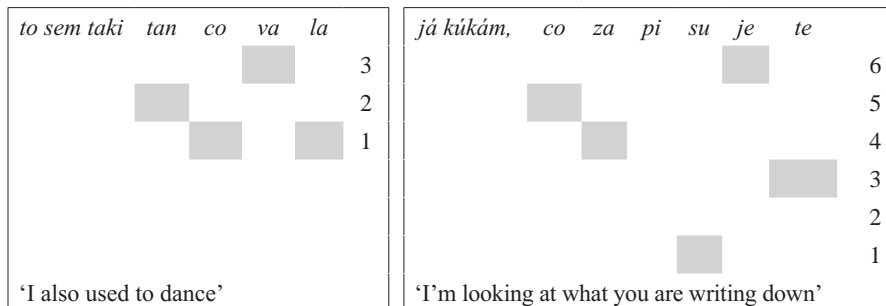 to sem taki tan co va la
3
2
1
'I also used to dance'
já kúkám, co za pi su je te
6
5
4
3
2
1
'I'm looking at what you are writing down'